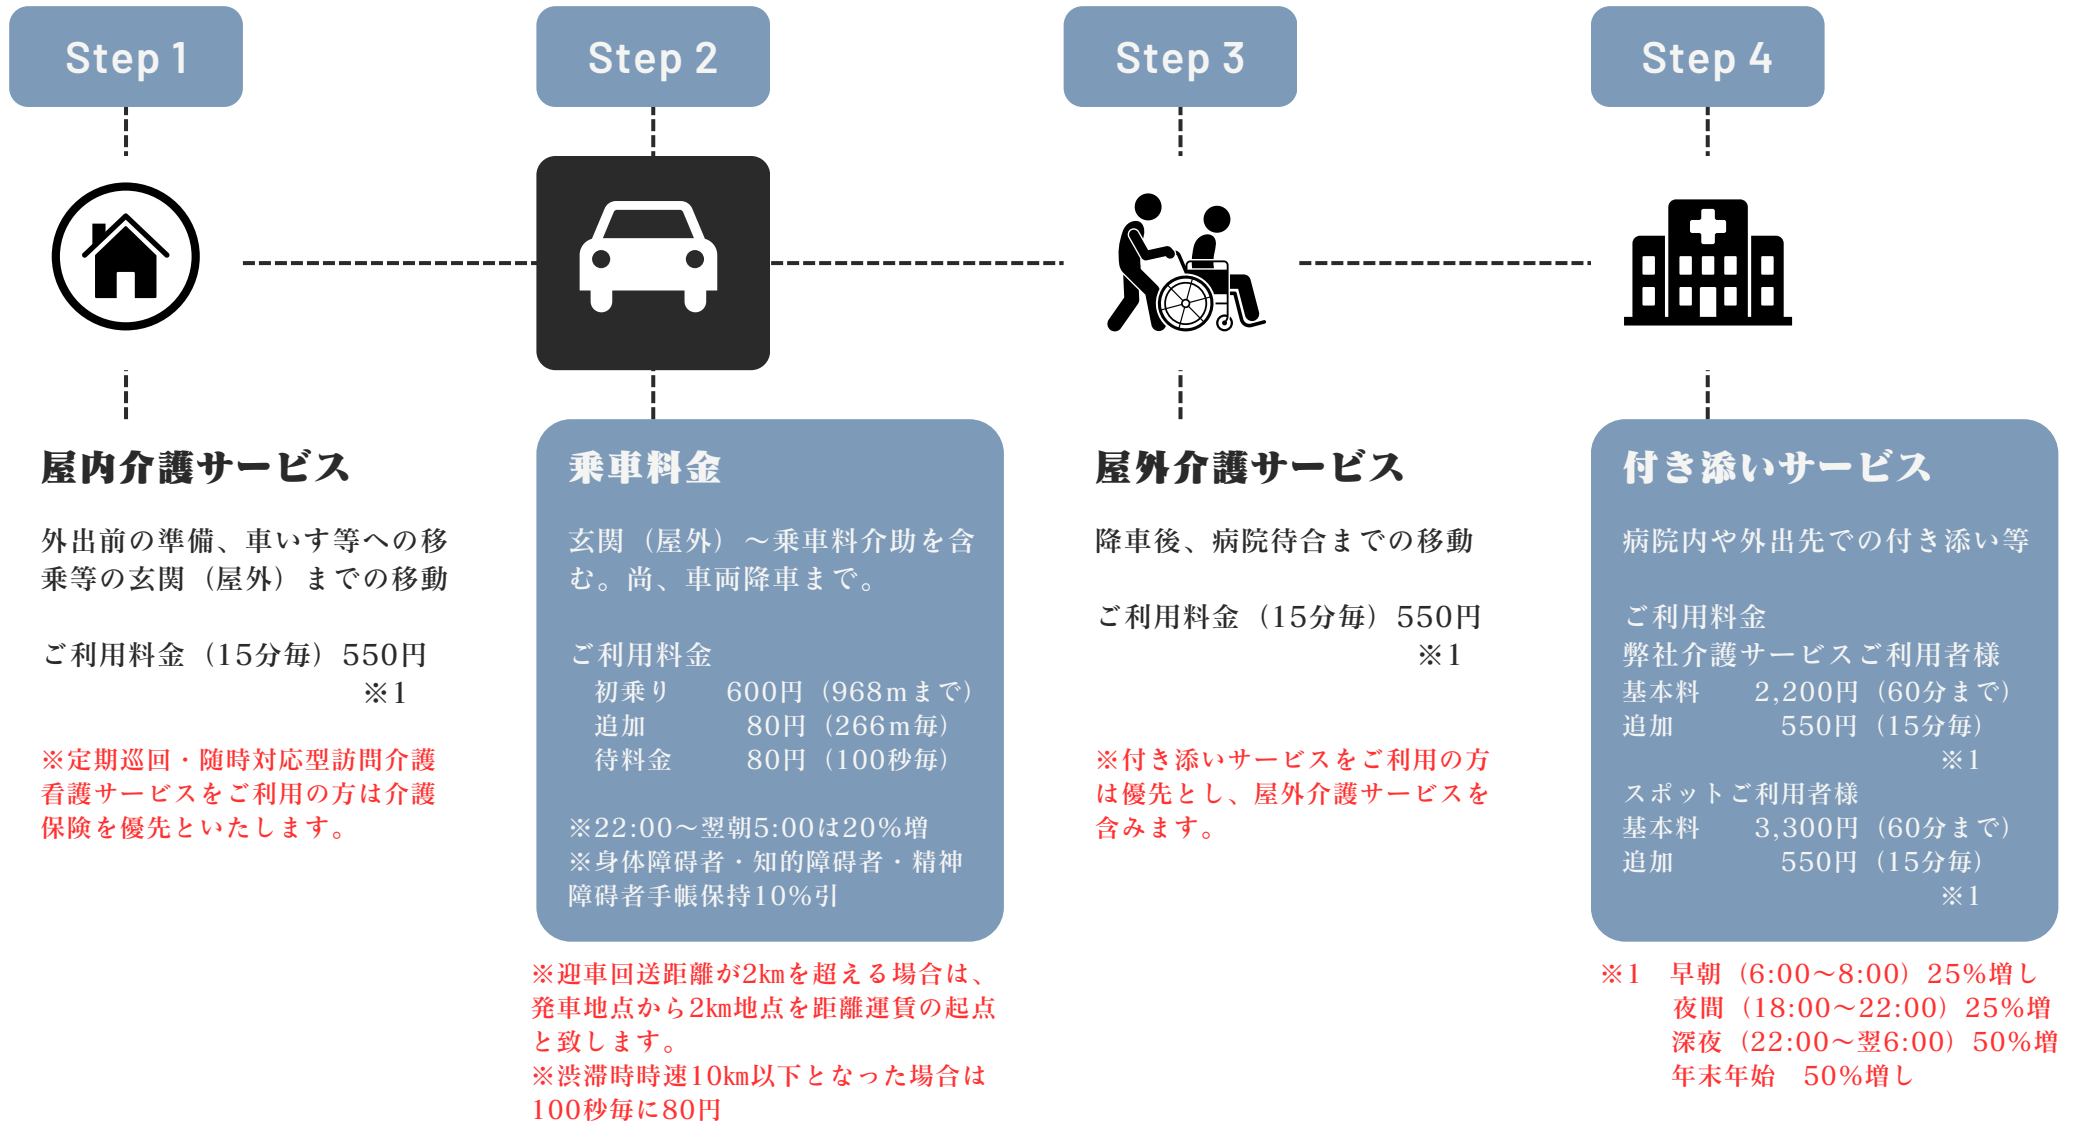 Step 1
Step 2
Step 3
Step 4
屋内介護サービス
外出前の準備、車いす等への移
乗等の玄関（屋外）までの移動
ご利用料金（15分毎）550円
※1
※定期巡回・随時対応型訪問介護
看護サービスをご利用の方は介護
保険を優先といたします。
乗車料金
玄関（屋外）～乗車料介助を含
む。尚、車両降車まで。
ご利用料金
初乗り　　600円（968mまで）
追加　　　80円（266m毎）
待料金　　80円（100秒毎）
※22:00～翌朝5:00は20%増
※身体障碍者・知的障碍者・精神
障碍者手帳保持10%引
※迎車回送距離が2㎞を超える場合は、
発車地点から2㎞地点を距離運賃の起点
と致します。
※渋滞時時速10㎞以下となった場合は
100秒毎に80円
屋外介護サービス
降車後、病院待合までの移動
ご利用料金（15分毎）550円
※1
※付き添いサービスをご利用の方
は優先とし、屋外介護サービスを
含みます。
付き添いサービス
病院内や外出先での付き添い等
ご利用料金
弊社介護サービスご利用者様
基本料　　2,200円（60分まで）
追加　　　550円（15分毎）
※1
スポットご利用者様
基本料　　3,300円（60分まで）
追加　　　550円（15分毎）
※1
※1　早朝（6:00～8:00）25%増し
夜間（18:00～22:00）25%増
深夜（22:00～翌6:00）50%増
年末年始　50%増し